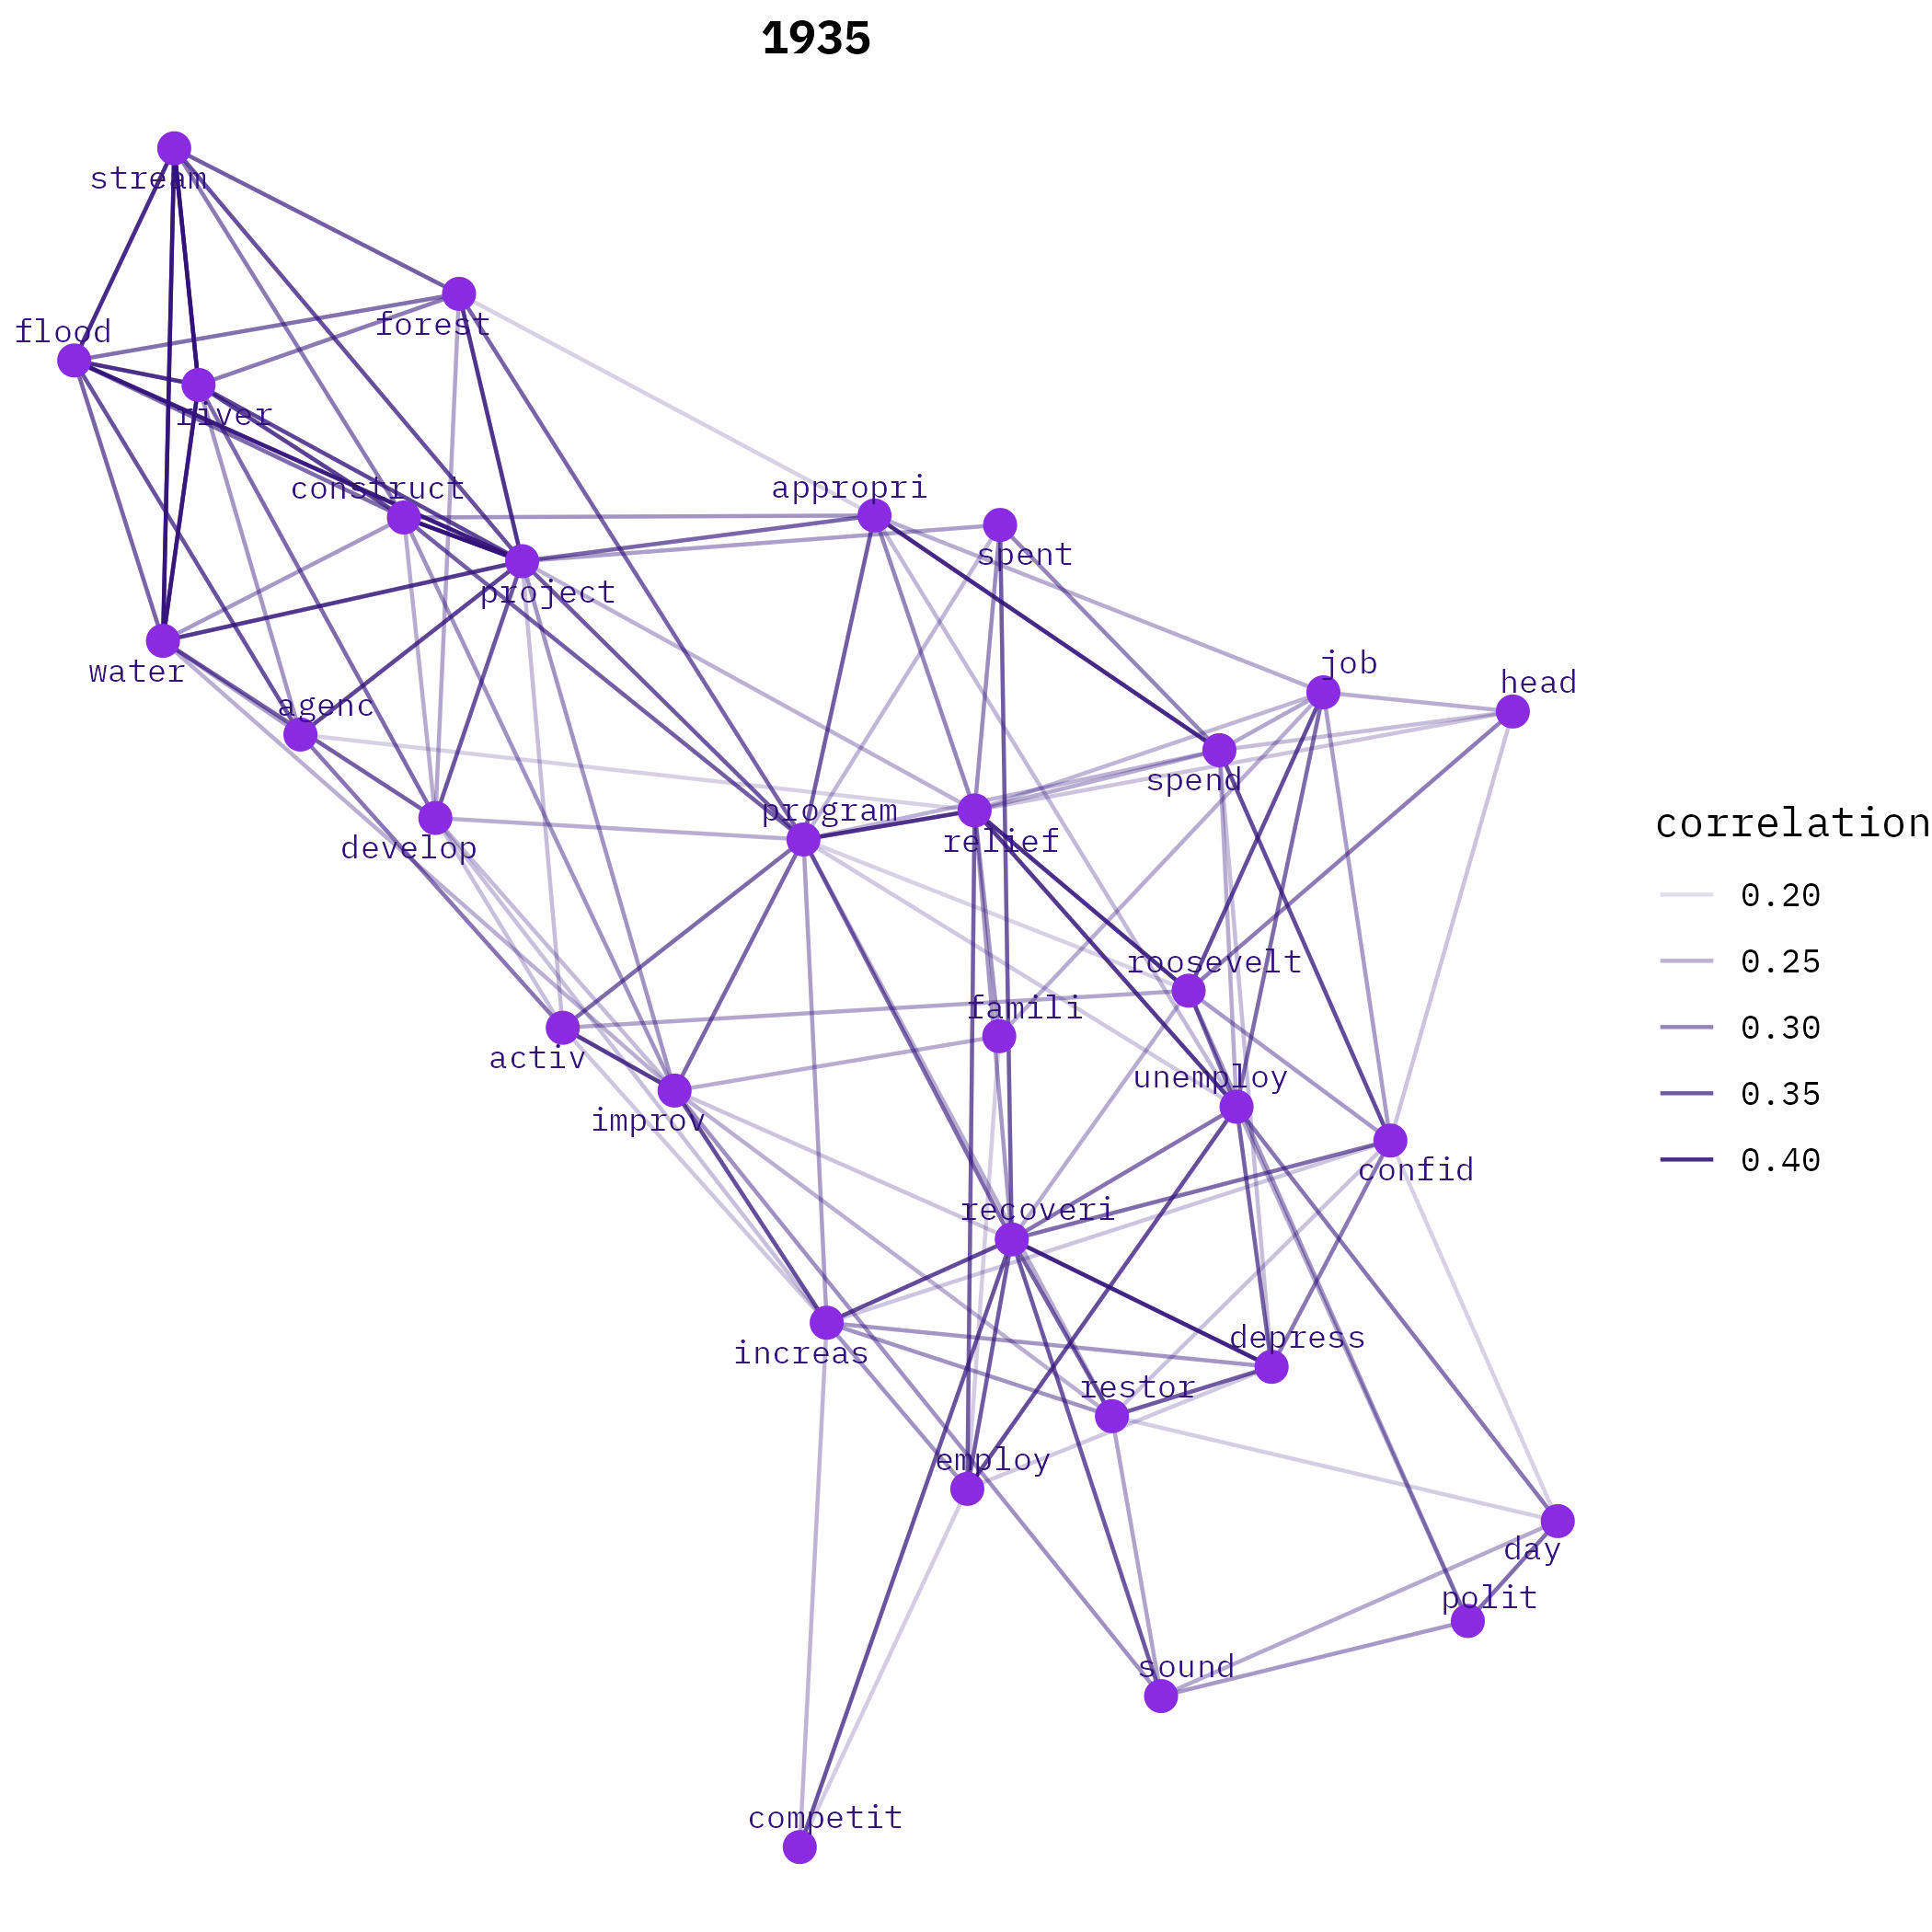 1935
stream
forest
flood
river
construct
appropri
spent
project
job
head
water
agenc
spend
program
relief
develop
roosevelt
famili
activ
unemploy
improv
confid
recoveri
increas
depress
restor
employ
day
polit
sound
competit
correlation
0.20
0.25
0.30
0.35
0.40